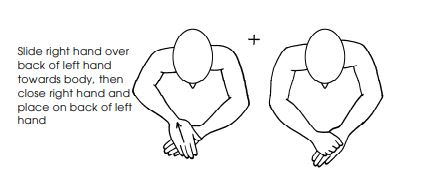 Slide right hand over
back of left hand
towards body, then
close right hand and
place on back of left
hand
+